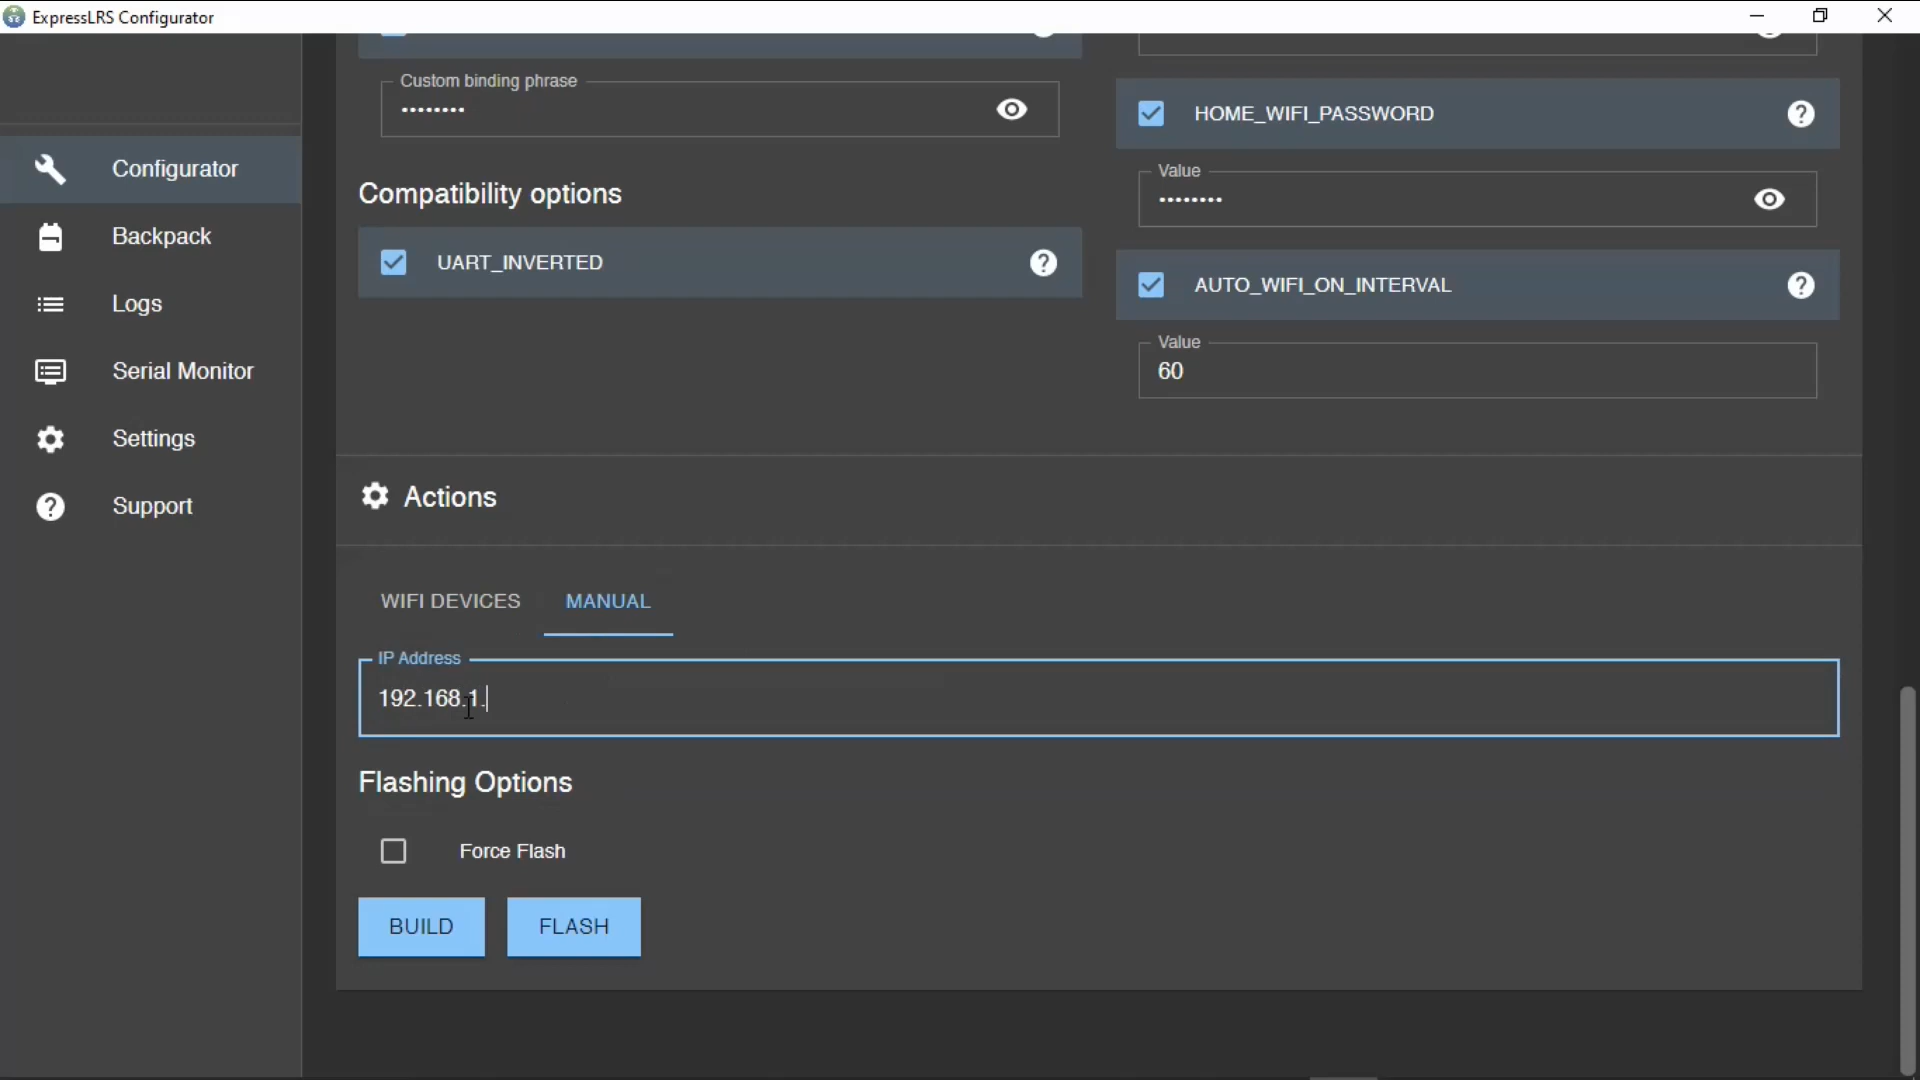 ExpressLRS Configurator
Configurator
Backpack
Logs
Serial Monitor
Settings
Support
Custom binding phrase
••••••••
Compatibility options
UART_INVERTED
HOME_WIFI_PASSWORD
Value
••••••••
AUTO_WIFI_ON_INTERVAL
Value
60
Actions
WIFI DEVICES MANUAL
IP Address
192.168.1.
Flashing Options
Force Flash
BUILD FLASH